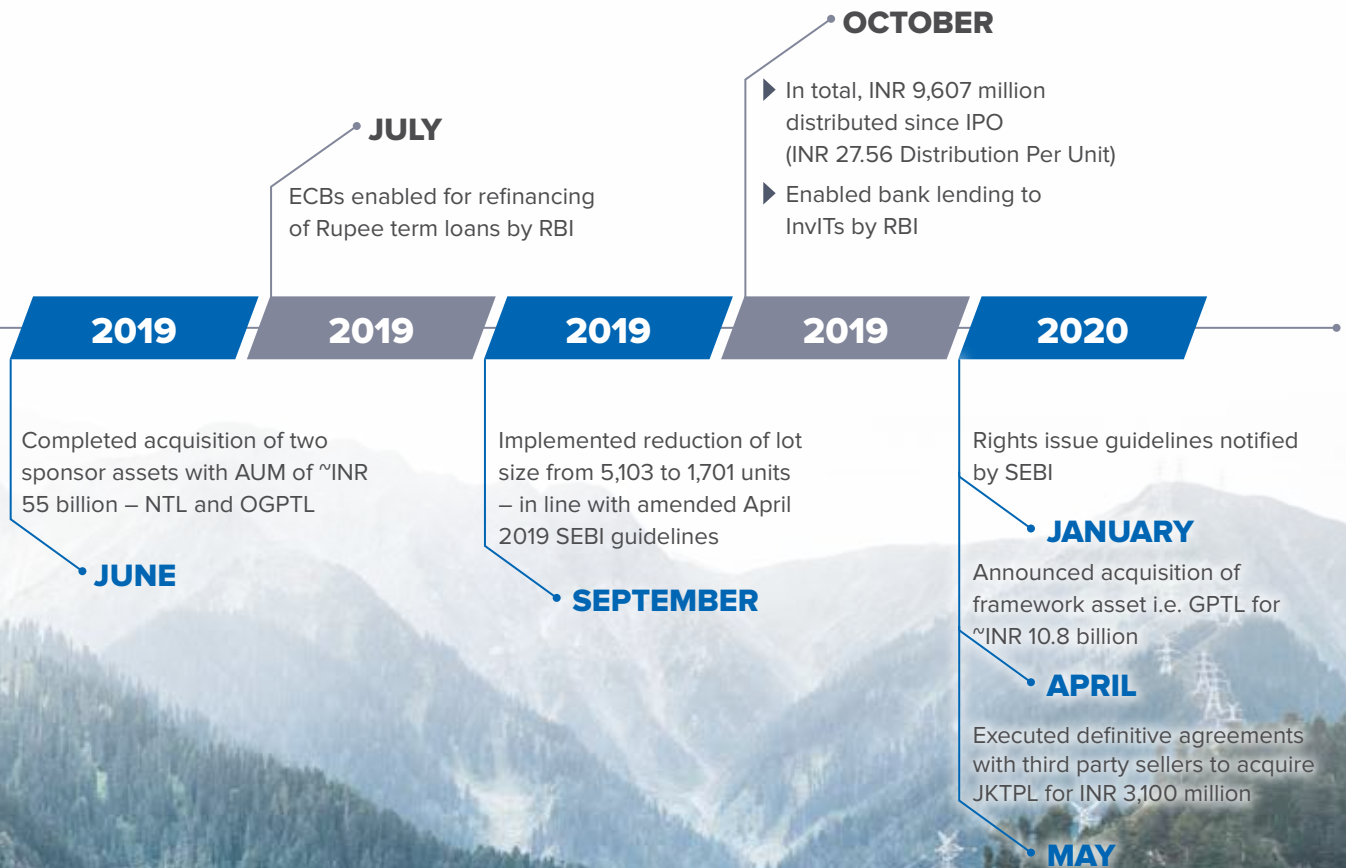 OCTOBER
▶ In total, INR 9,607 million
distributed since IPO
(INR 27.56 Distribution Per Unit)
▶ Enabled bank lending to
InvITs by RBI
JULY
ECBs enabled for refinancing
of Rupee term loans by RBI
2019
2019
2019
2019
2020
Completed acquisition of two
sponsor assets with AUM of ~INR
55 billion – NTL and OGPTL
JUNE
Implemented reduction of lot
size from 5,103 to 1,701 units
– in line with amended April
2019 SEBI guidelines
SEPTEMBER
Rights issue guidelines notified
by SEBI
JANUARY
Announced acquisition of
framework asset i.e. GPTL for
~INR 10.8 billion
APRIL
Executed definitive agreements
with third party sellers to acquire
JKTPL for INR 3,100 million
MAY